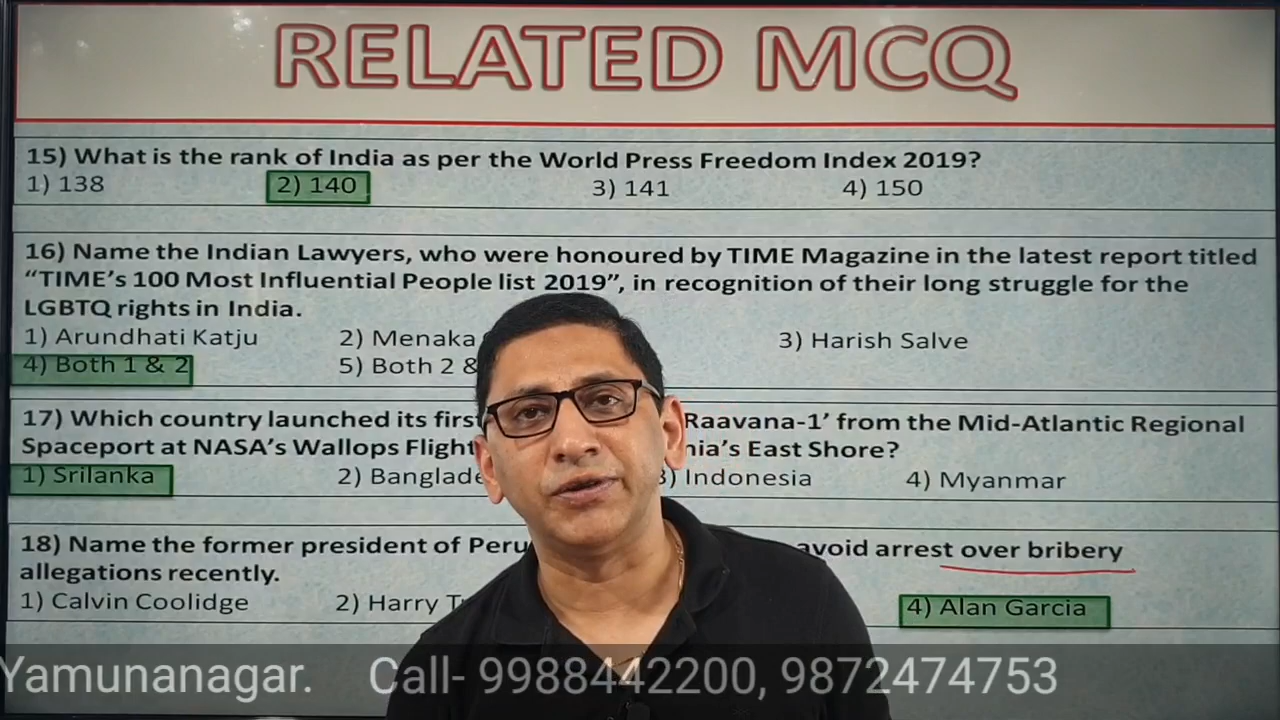 RELATED MCQ
15) What is the rank of India as per the World Press Freedom Index 2019?
1) 138 2) 140 3) 141 4) 150
16) Name the Indian Lawyers, who were honoured by TIME Magazine in the latest report titled
“TIME’s 100 Most Influential People list 2019”, in recognition of their long struggle for the
LGBTQ rights in India.
1) Arundhati Katju 2) Menaka 3) Harish Salve
4) Both 1 & 2 5) Both 2 &
17) Which country launched its first Raavana-1’ from the Mid-Atlantic Regional
Spaceport at NASA’s Wallops Flight East Shore?
1) Srilanka 2) 3) Indonesia 4) Myanmar
18) Name the former president of Peru avoid arrest over bribery
allegations recently.
1) Calvin Coolidge 2) Harry 4) Alan Garcia
Yamunanagar. Call- 9988442200, 9872474753